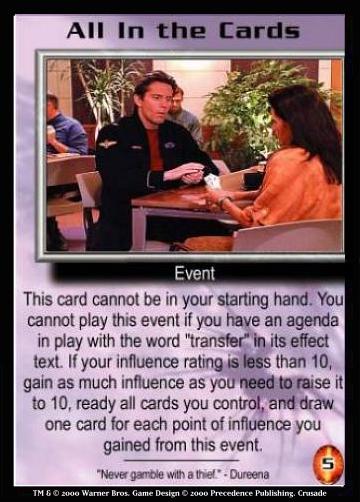 All In the Cards
Event
This card cannot be in your starting hand. You
cannot play this event if you have an agenda
in play with the word "transfer" in its effect
text. If your influence rating is less than 10,
gain as much influence as you need to raise it
to 10, ready all cards you control, and draw
one card for each point of influence you
gained from this event.
5
"Never gamble with a thief." - Dureena
TM & © 2000 Warner Bros. Game Design © 2000 Precedence Publishing. Crusade